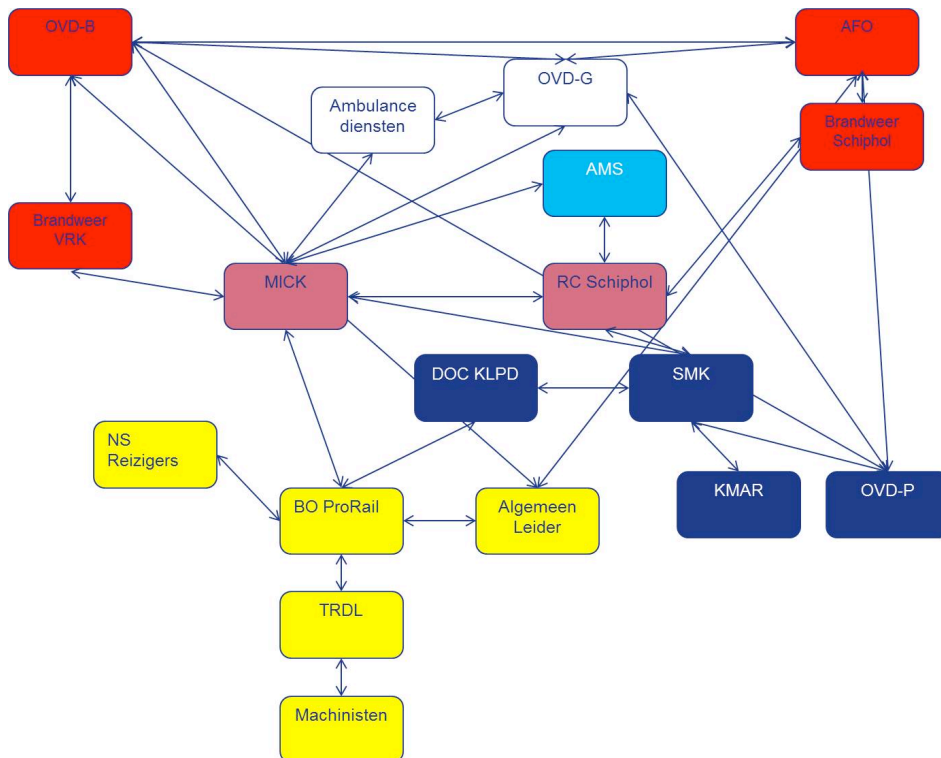 OVD-B
AFO
OVD-G
Ambulance
diensten
Brandweer
Schiphol
AMS
Brandweer
VRK
MICK
RC Schiphol
DOC KLPD
SMK
NS
Reizigers
KMAR
OVD-P
BO ProRail
Algemeen
Leider
TRDL
Machinisten